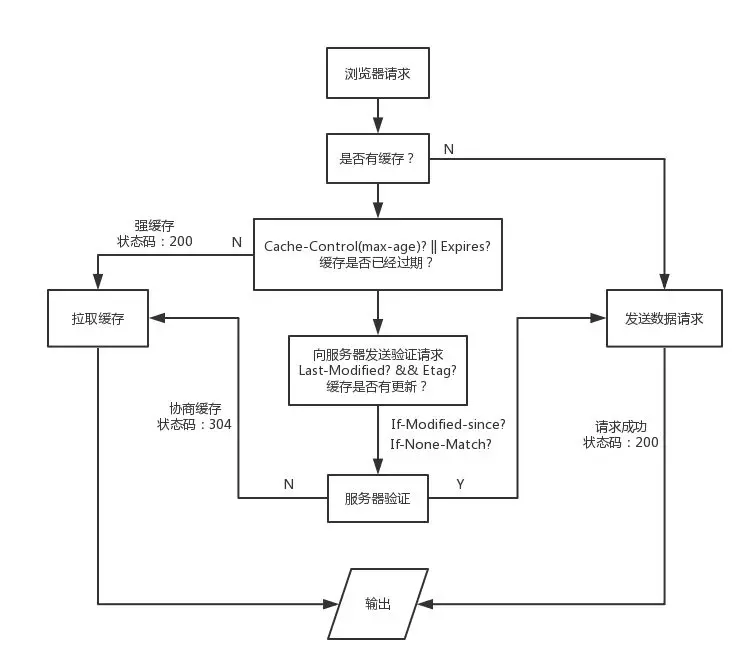 浏览器请求
是否有缓存？
N
强缓存
状态码：200
N
Cache-Control(max-age)? || Expires?
缓存是否已经过期？
拉取缓存
发送数据请求
向服务器发送验证请求
Last-Modified? && Etag?
缓存是否有更新？
协商缓存
状态码：304
If-Modified-since?
If-None-Match?
请求成功
状态码：200
N
服务器验证
Y
输出